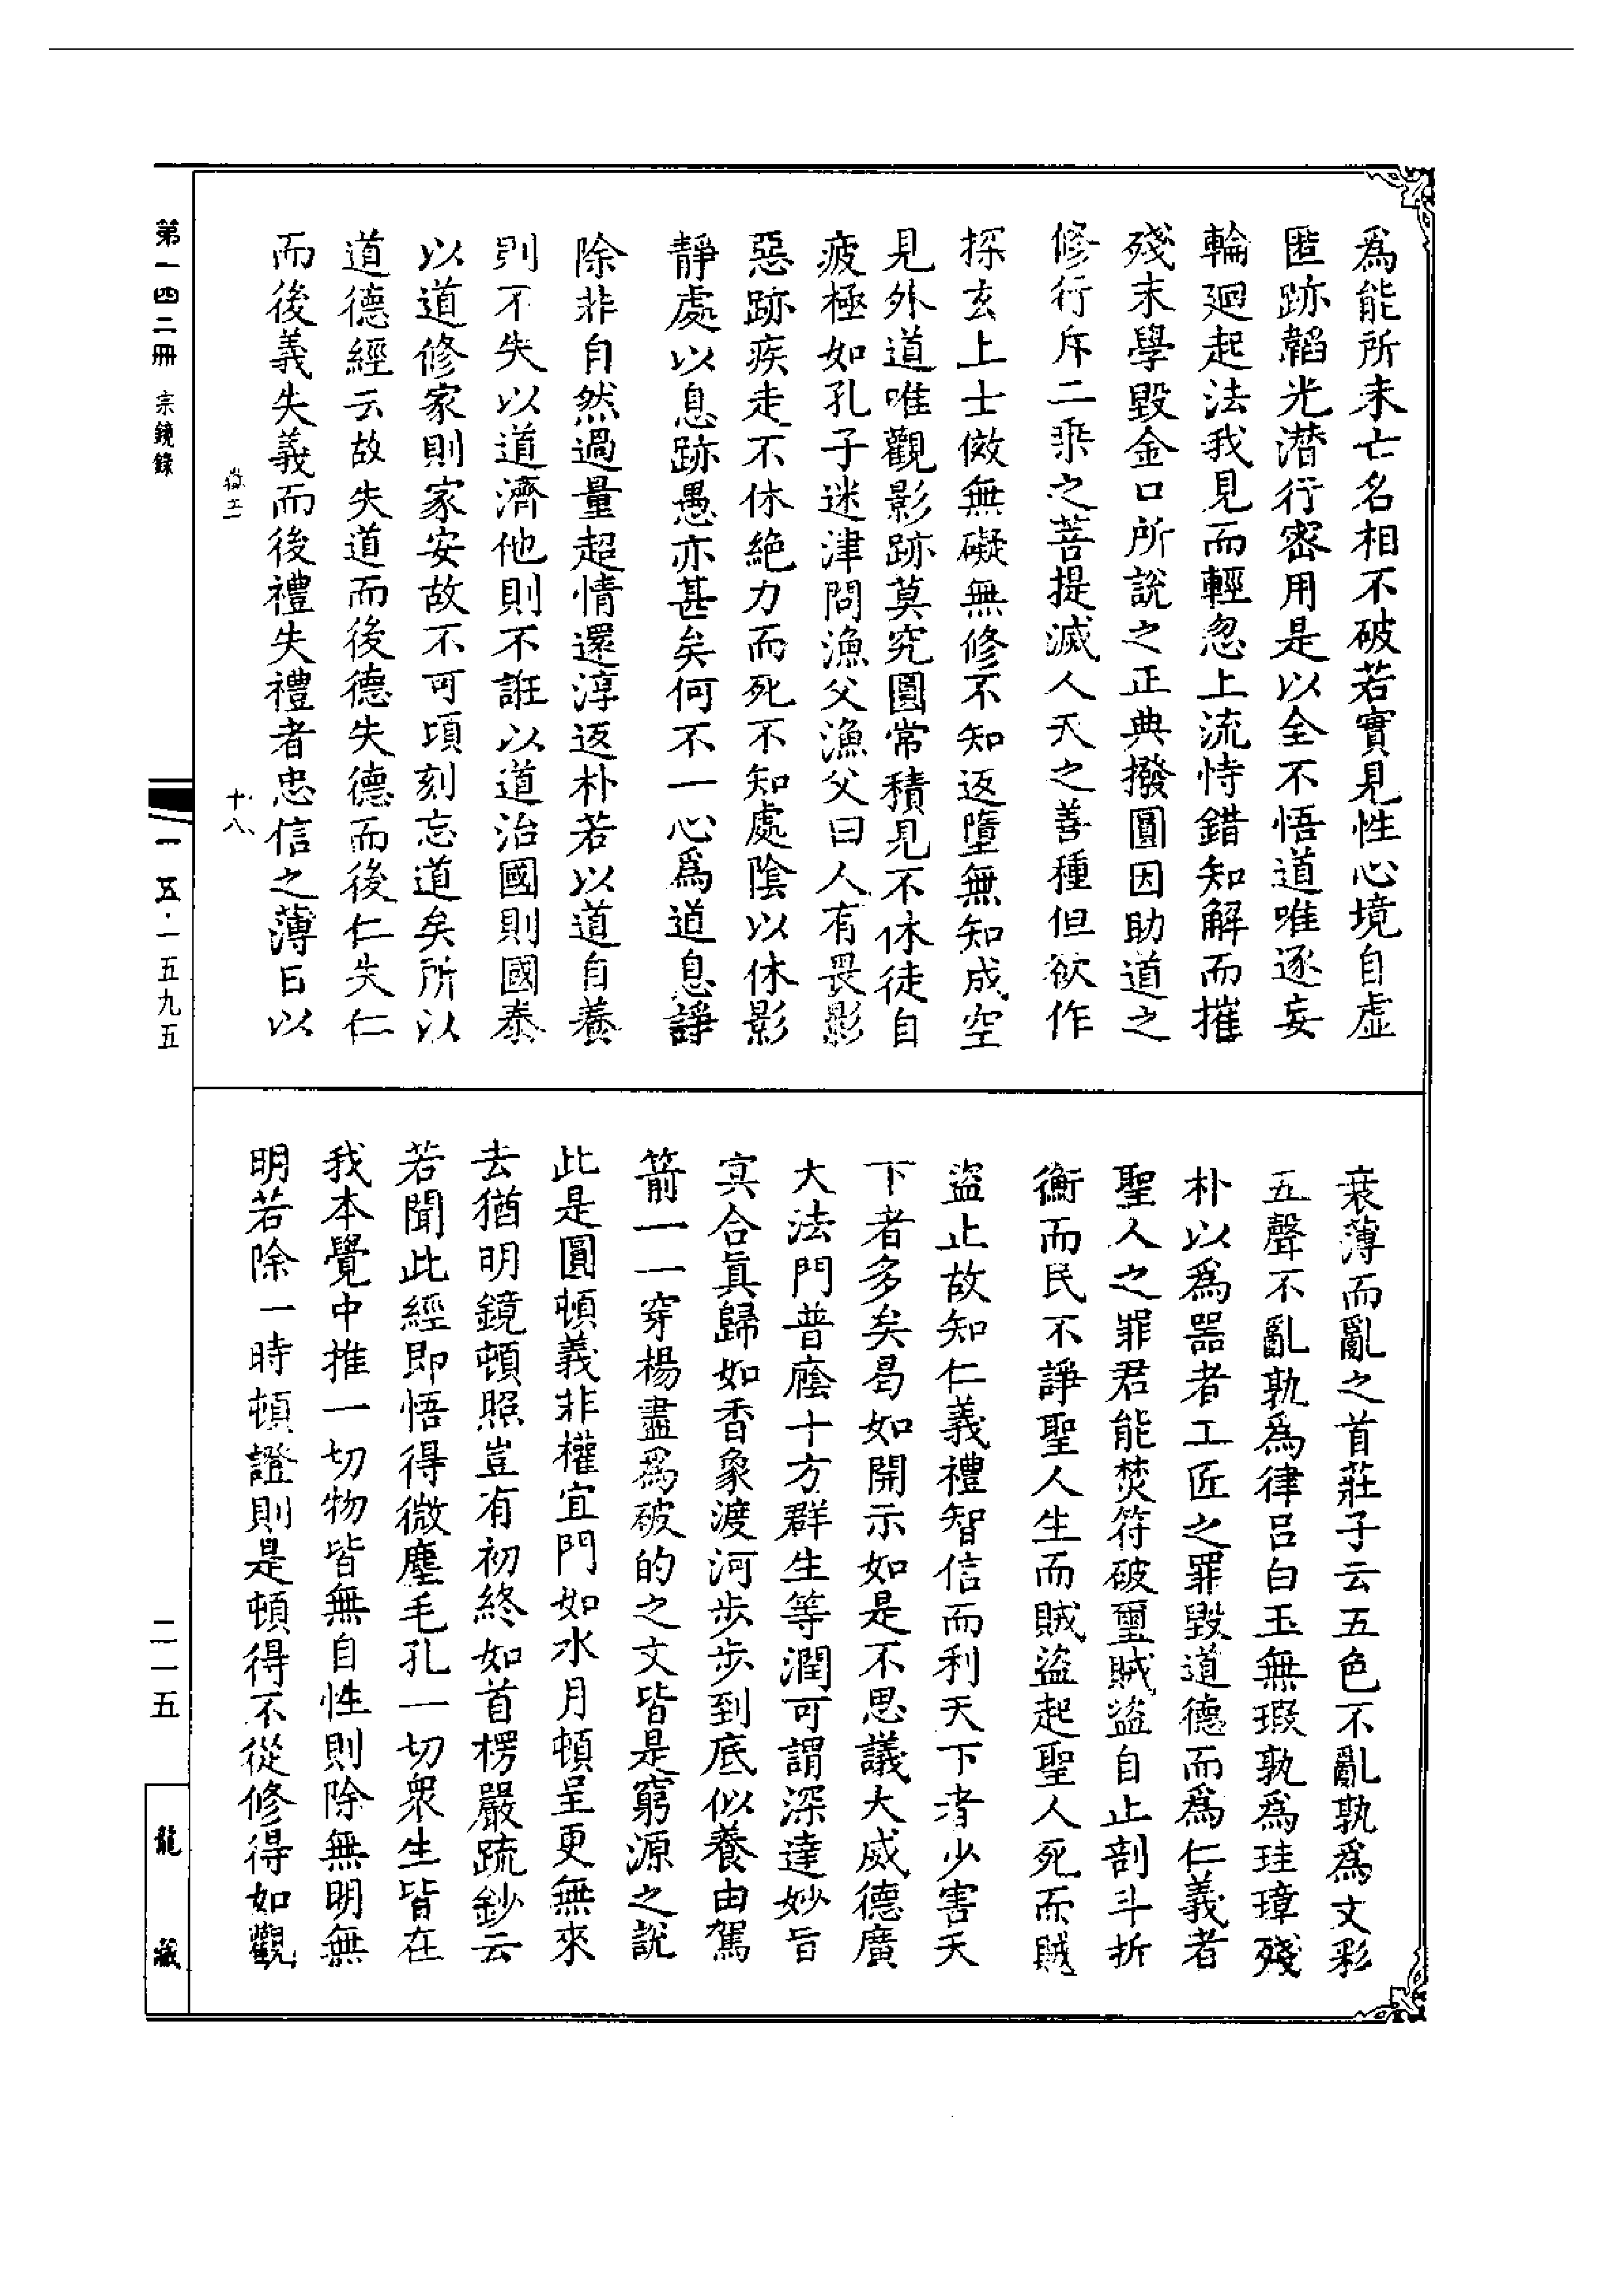 爲能所未亡名相不破若實見性心境自虛
匿跡韜光潛行密用是以全不悟道唯逐妄
輪廻起法我見而輕忽上流恃錯知解而摧
殘末學毀金口所說之正典撥圓因助道之
修行斥二乘之菩提滅人天之善種但欲作
探玄上士倣無礙無修不知返墮無知成空
見外道唯觀影跡莫究圓常積見不休徒自
疲極如孔子迷津問漁父漁父曰人有畏影
惡跡疾走不休絶力而死不知處陰以休影
靜處以息跡愚亦甚矣何不一心爲道息諍
除非自然過量超情還淳返朴若以道自養
則不失以道濟他則不誑以道治國則國泰
以道修家則家安故不可頃刻忘道矣所以
道德經云故失道而後德失德而後仁失仁
而後義失義而後禮失禮者忠信之薄日以
衰薄而亂之首莊子云五色不亂孰爲文彩
五聲不亂孰爲律呂白玉無瑕孰爲珪璋殘
朴以爲噐者工匠之罪毀道德而爲仁義者
聖人之罪君能焚符破璽賊盜自止剖斗折
衡而民不諍聖人生而賊盜起聖人死而賊
盜止故知仁義禮智信而利天下者少害天
下者多矣曷如開示如是不思議大威德廣
大法門普廕十方群生等潤可謂深達妙旨
冥合眞歸如香象渡河步步到底似養由駕
箭一一穿楊盡爲破的之文皆是窮源之說
此是圓頓義非權宜門如水月頓呈更無來
去猶明鏡頓照豈有初終如首楞嚴疏鈔云
若聞此經即悟得微塵毛孔一切衆生皆在
我本覺中推一切物皆無自性則除無明無
明若除一時頓證則是頓得不從修得如觀
第一四二冊 宗鏡錄
十八
一五·一五九五
二一五
龍藏